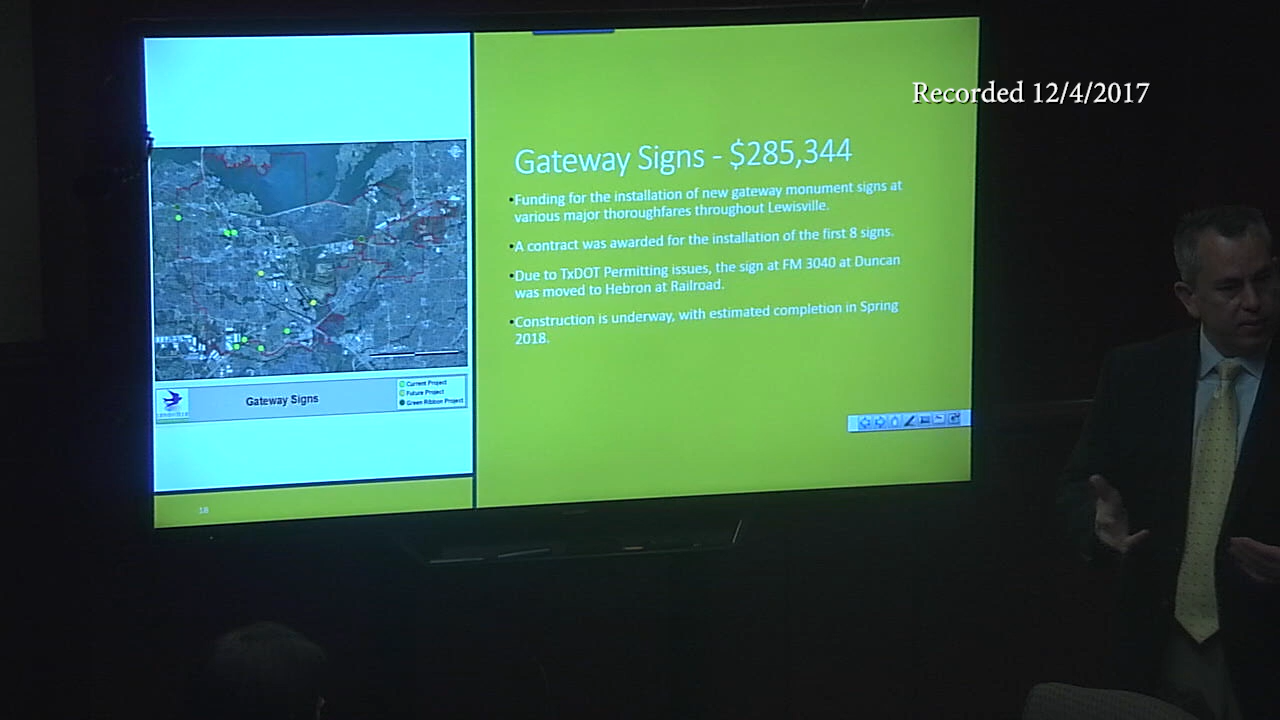 Recorded 12/4/2017
Gateway Signs - $285,344
•Funding for the installation of new gateway monument signs at
various major thoroughfares throughout Lewisville.
•A contract was awarded for the installation of the first 8 signs.
•Due to TxDOT Permitting issues, the sign at FM 3040 at Duncan
was moved to Hebron at Railroad.
•Construction is underway, with estimated completion in Spring
2018.
Gateway Signs
Current Project
Future Project
Green Ribbon Project
18